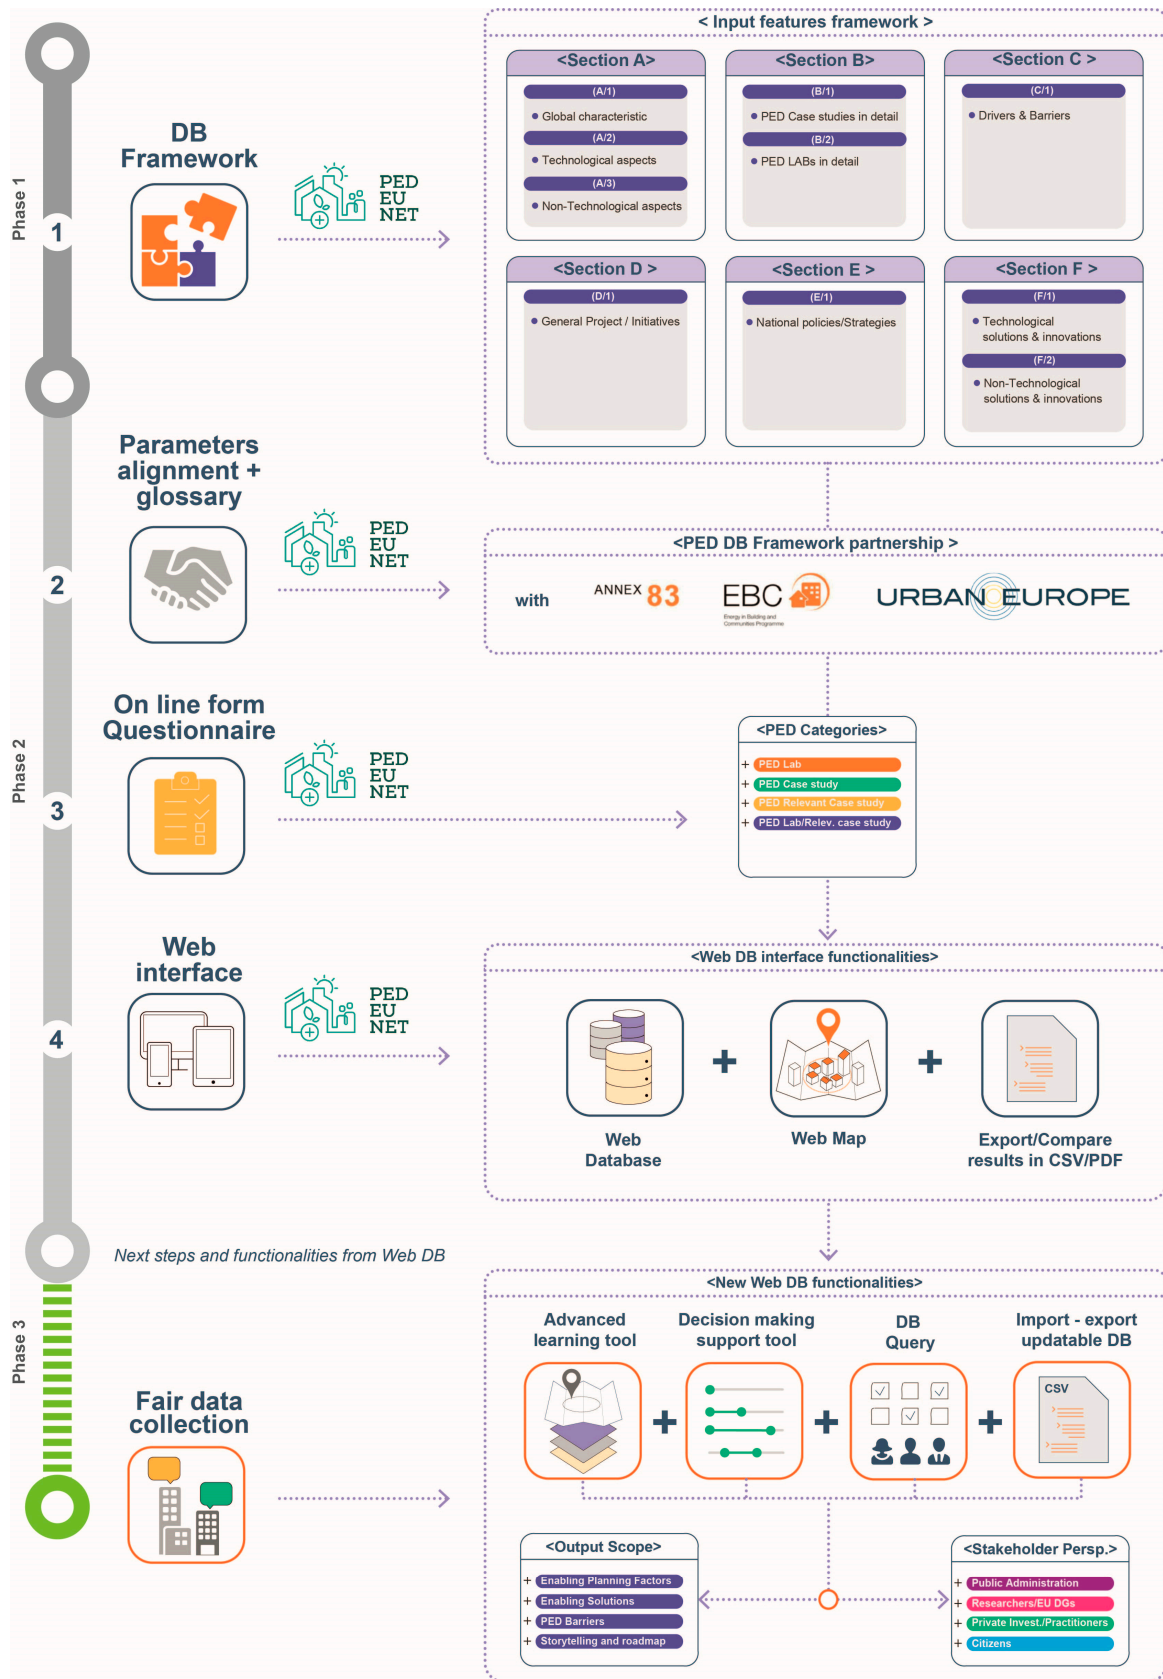 Phase 1
1
DB
Framework
PED
EU
NET
< Input features framework >
<Section A>
(A/1)
Global characteristic
(A/2)
Technological aspects
(A/3)
Non-Technological aspects
<Section B>
(B/1)
PED Case studies in detail
(B/2)
PED LABs in detail
<Section C >
(C/1)
Drivers & Barriers
<Section D >
(D/1)
General Project / Initiatives
<Section E >
(E/1)
National policies/Strategies
<Section F >
(F/1)
Technological
solutions & innovations
(F/2)
Non-Technological
solutions & innovations
Phase 2
2
Parameters
alignment +
glossary
PED
EU
NET
<PED DB Framework partnership >
with
ANNEX 83
EBC
Energy in Building and
Communities Programme
URBAN EUROPE
3
On line form
Questionnaire
PED
EU
NET
<PED Categories>
+ PED Lab
+ PED Case study
+ PED Relevant Case study
+ PED Lab/Relev. case study
4
Web
interface
PED
EU
NET
<Web DB interface functionalities>
+
+
Web
Database
Web Map
Export/Compare
results in CSV/PDF
Next steps and functionalities from Web DB
Phase 3
Fair data
collection
<New Web DB functionalities>
Advanced
learning tool
Decision making
support tool
DB
Query
Import - export
updatable DB
+
+
+
CSV
<Output Scope>
+ Enabling Planning Factors
+ Enabling Solutions
+ PED Barriers
+ Storytelling and roadmap
<Stakeholder Persp.>
+ Public Administration
+ Researchers/EU DGs
+ Private Invest./Practitioners
+ Citizens